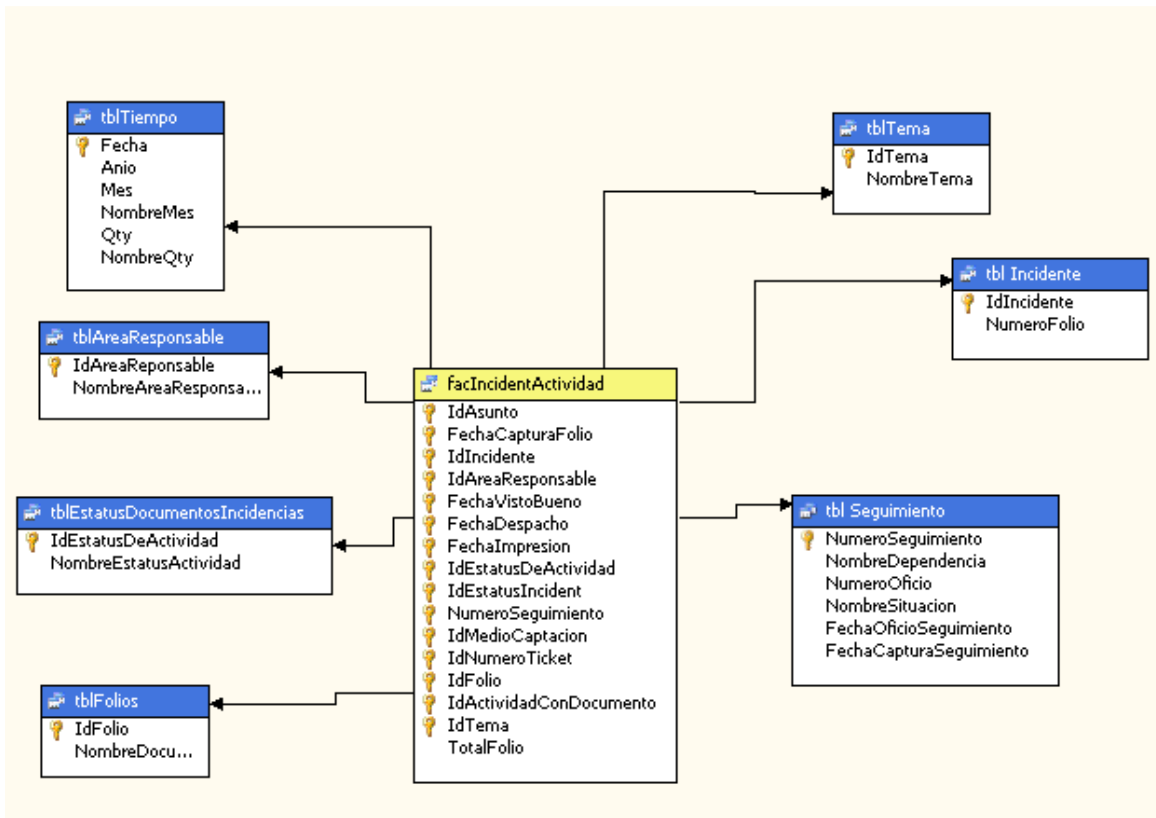 tblTiempo
Fecha
Anio
Mes
NombreMes
Qty
NombreQty
tblTema
IdTema
NombreTema
tbl Incidente
IdIncidente
NumeroFolio
tblAreaResponsable
IdAreaReponsable
NombreAreaResponsa...
facIncidentActividad
IdAsunto
FechaCapturaFolio
IdIncidente
IdAreaResponsable
FechaVistoBueno
FechaDespacho
FechaImpresion
IdEstatusDeActividad
IdEstatusIncident
NumeroSeguimiento
IdMedioCaptacion
IdNumeroTicket
IdFolio
IdActividadConDocumento
IdTema
TotalFolio
tblEstatusDocumentosIncidencias
IdEstatusDeActividad
NombreEstatusActividad
tbl Seguimiento
NumeroSeguimiento
NombreDependencia
NumeroOficio
NombreSituacion
FechaOficioSeguimiento
FechaCapturaSeguimiento
tblFolios
IdFolio
NombreDocu...